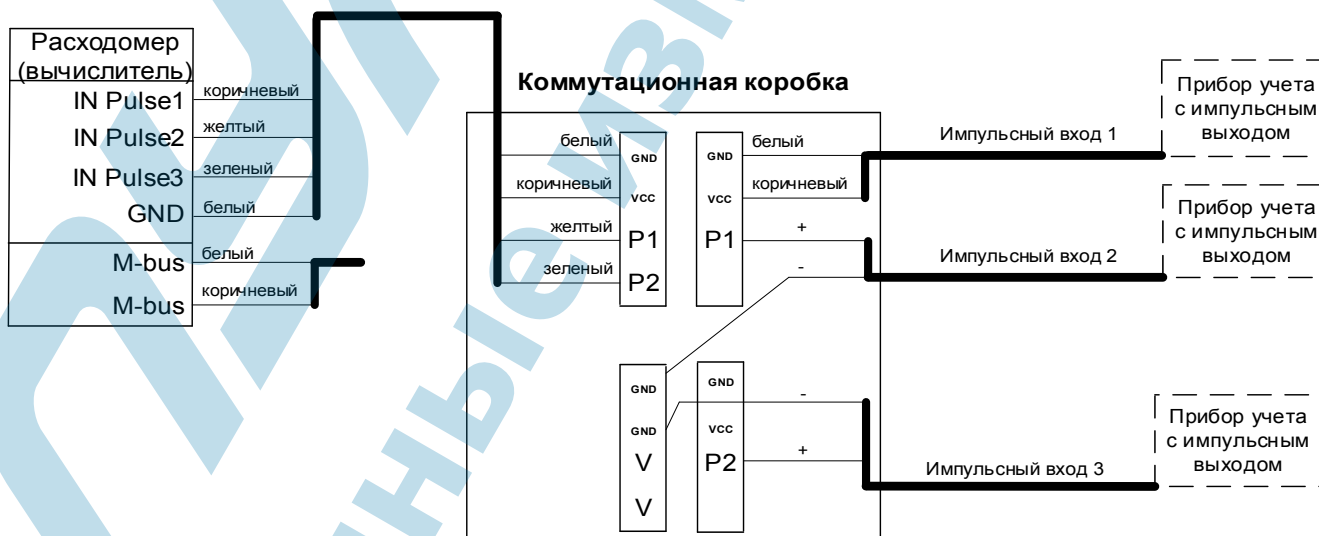 Расходомер
(вычислитель)
IN Pulse1
коричневый
IN Pulse2
желтый
IN Pulse3
зеленый
GND
белый
M-bus
белый
M-bus
коричневый
Коммутационная коробка
белый
GND
коричневый
VCC
желтый
P1
зеленый
P2
GND
белый
VCC
коричневый
P1
+
-
Импульсный вход 1
Прибор учета
с импульсным
выходом
Импульсный вход 2
Прибор учета
с импульсным
выходом
GND
GND
V
V
GND
-
VCC
P2
+
Импульсный вход 3
Прибор учета
с импульсным
выходом
ные изм